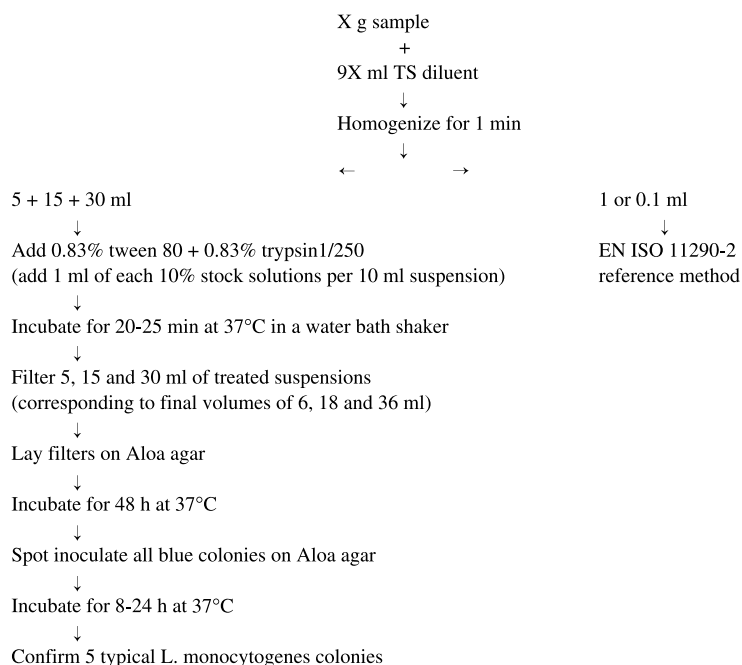 X g sample
+
9X ml TS diluent
↓
Homogenize for 1 min
↓
← →
5 + 15 + 30 ml
↓
Add 0.83% tween 80 + 0.83% trypsin1/250
(add 1 ml of each 10% stock solutions per 10 ml suspension)
↓
Incubate for 20-25 min at 37°C in a water bath shaker
↓
Filter 5, 15 and 30 ml of treated suspensions
(corresponding to final volumes of 6, 18 and 36 ml)
↓
Lay filters on Aloa agar
↓
Incubate for 48 h at 37°C
↓
Spot inoculate all blue colonies on Aloa agar
↓
Incubate for 8-24 h at 37°C
↓
Confirm 5 typical L. monocytogenes colonies
1 or 0.1 ml
↓
EN ISO 11290-2
reference method